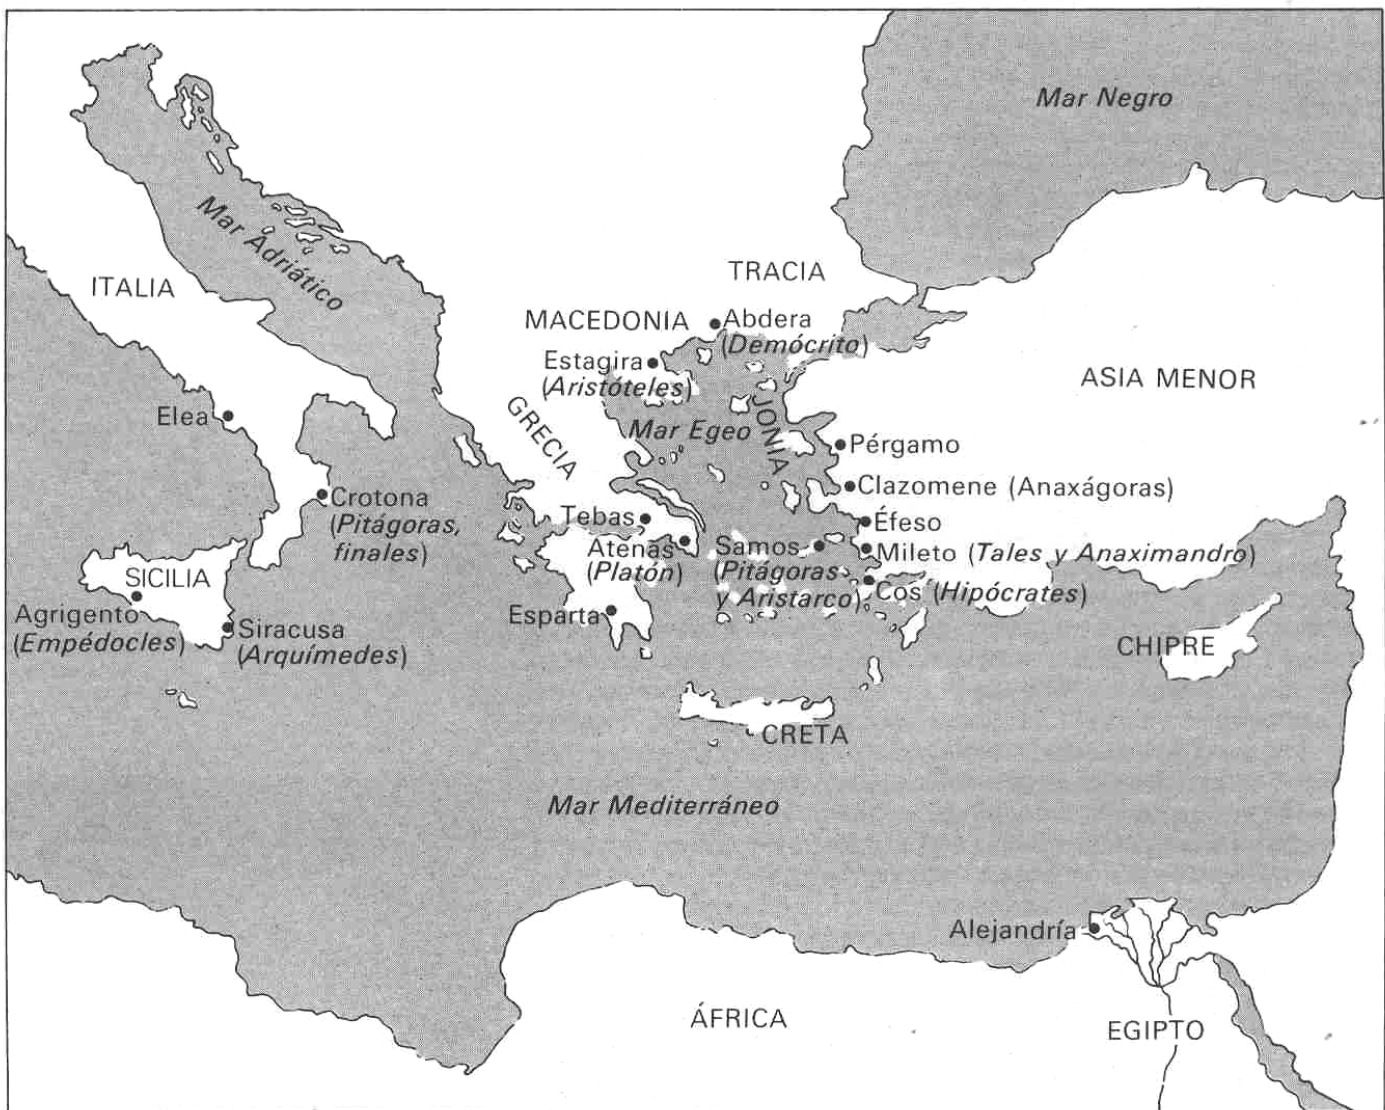 Mar Negro
Mar Adriático
TRACIA
ITALIA
MACEDONIA
Abdera
(Demócrito)
Estagira
(Aristóteles)
ASIA MENOR
GRECIA
JONIA
Elea
Mar Egeo
Pérgamo
Clazomene (Anaxágoras)
Crotona
(Pitágoras,
finales)
Tebas
Éfeso
Atenas
(Platón)
Samos
(Pitágoras
y Aristarco)
Mileto (Tales y Anaximandro)
Cos (Hipócrates)
SICILIA
Agrigento
(Empédocles)
Siracusa
(Arquímedes)
Esparta
CHIPRE
CRETA
Mar Mediterráneo
Alejandría
ÁFRICA
EGIPTO